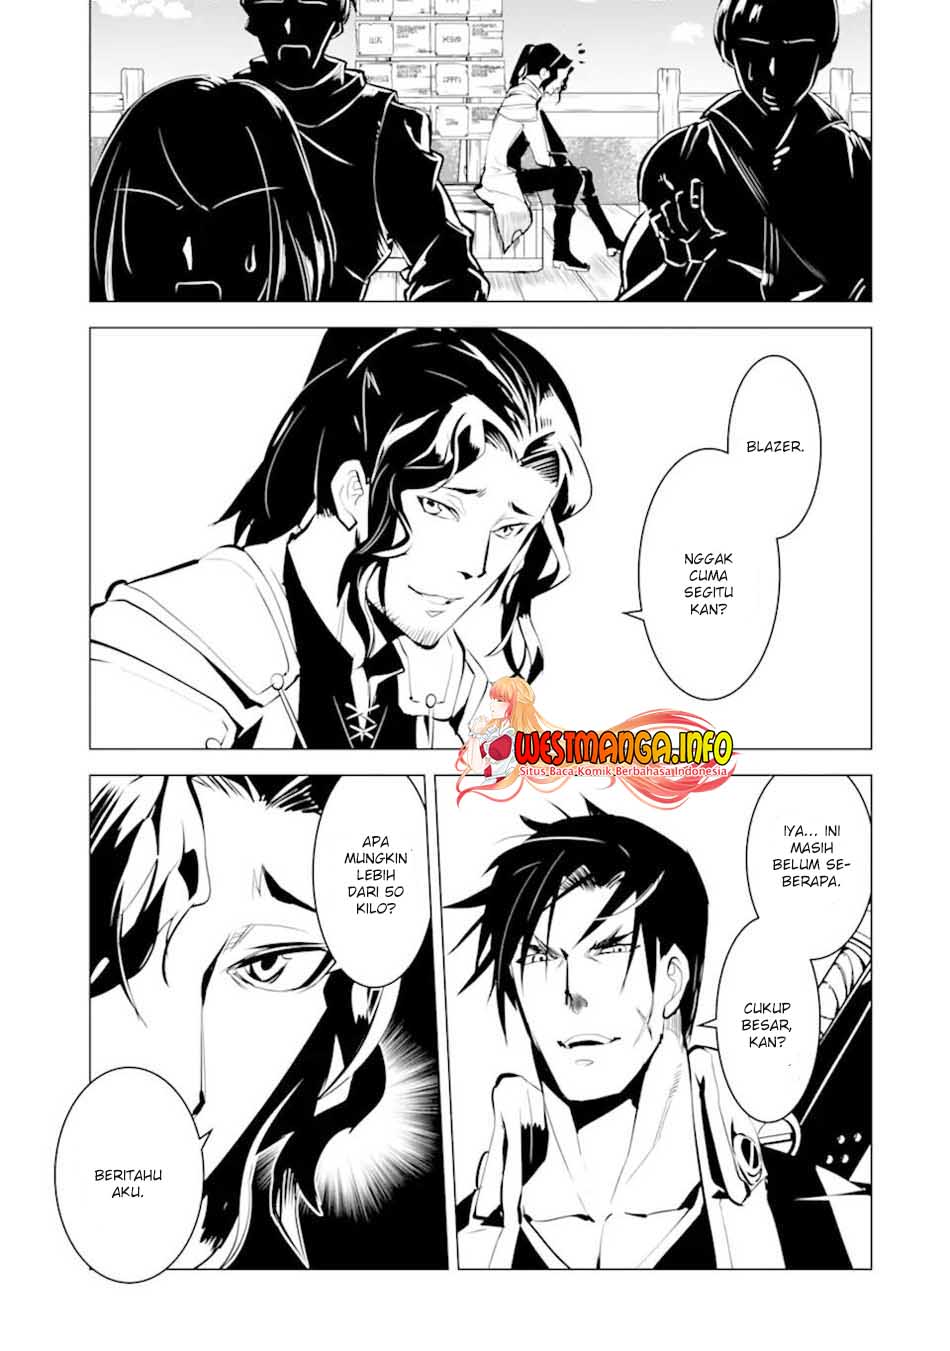 BLAZER.
NGGAK
CUMA
SEGITU
KAN?
WESTMANGA.INFO
Situs Baca Komik Berbahasa Indonesia
IYA... INI
MASIH
BELUM SE-
BERAPA.
CUKUP
BESAR,
KAN?
APA
MUNGKIN
LEBIH
DARI 50
KILO?
BERITAHU
AKU.